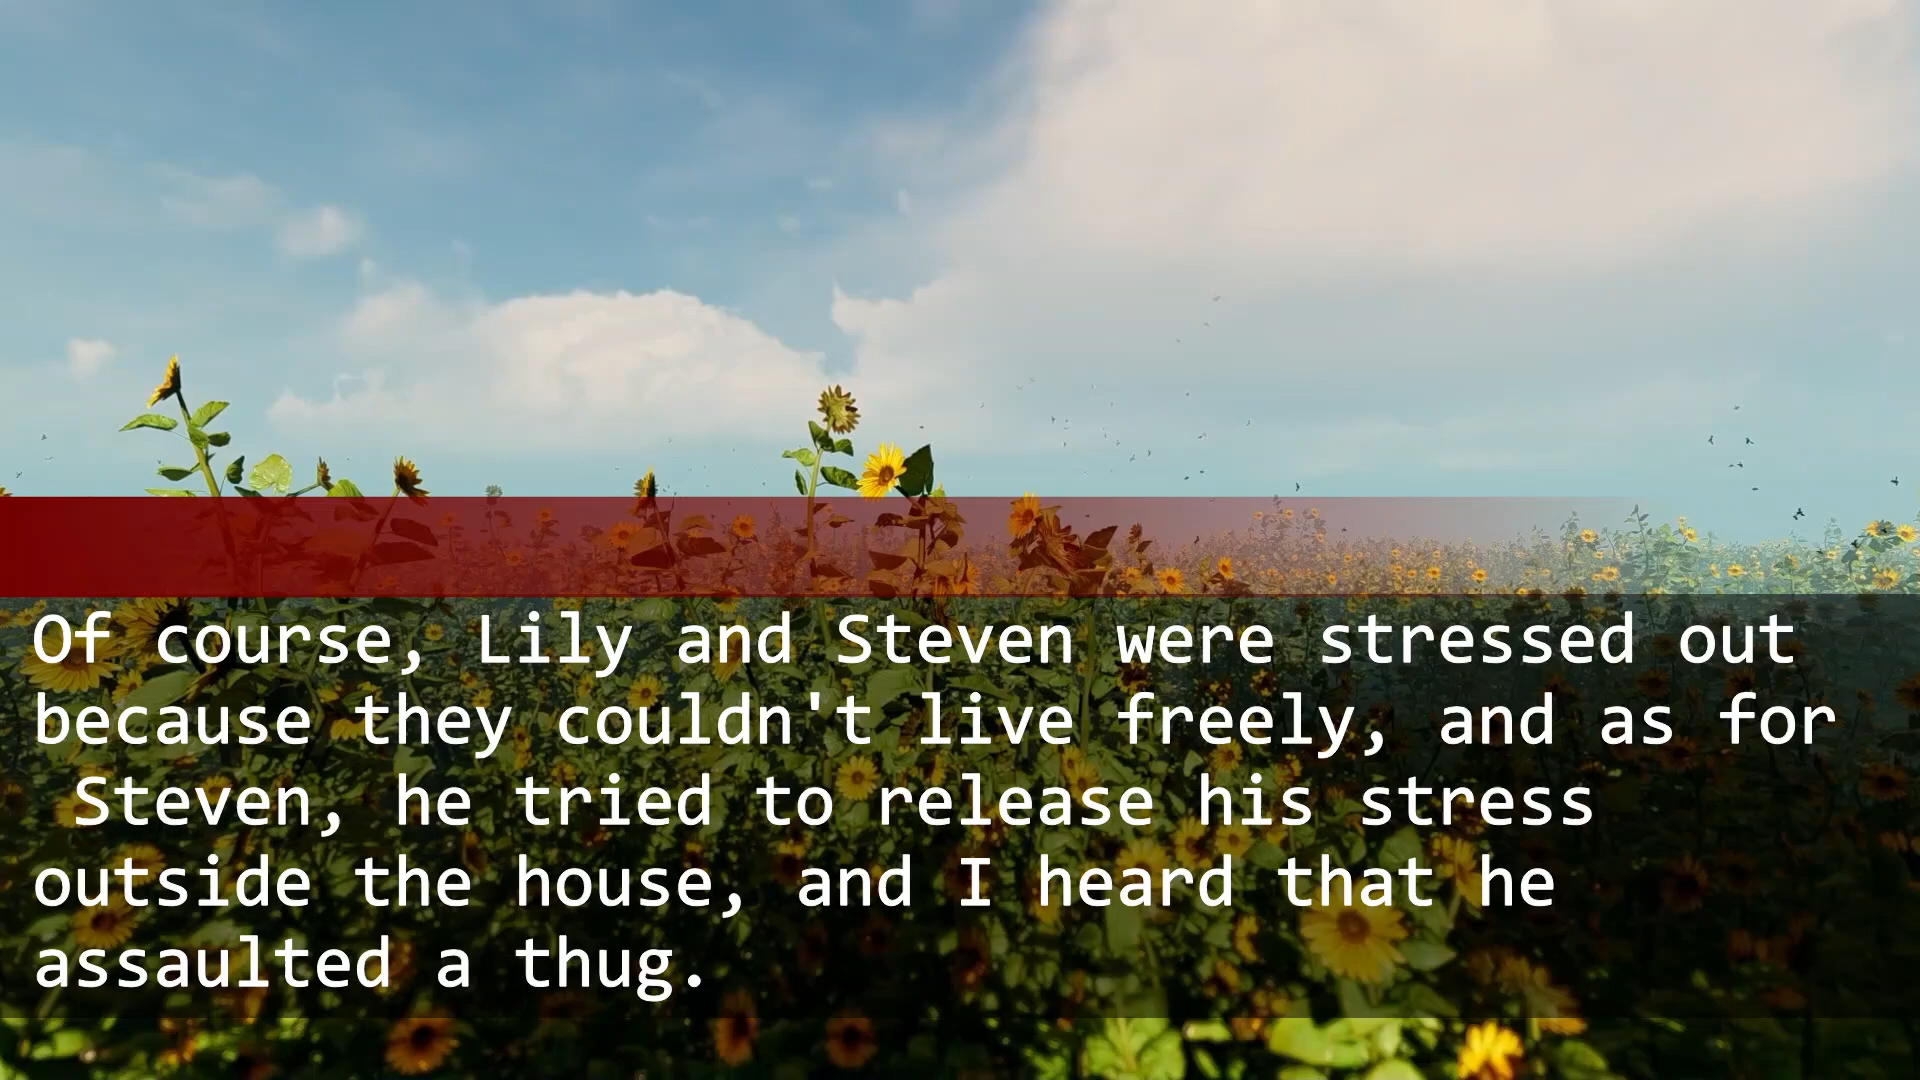 Of course, Lily and Steven were stressed out
because they couldn't live freely, and as for
Steven, he tried to release his stress
outside the house, and I heard that he
assaulted a thug.